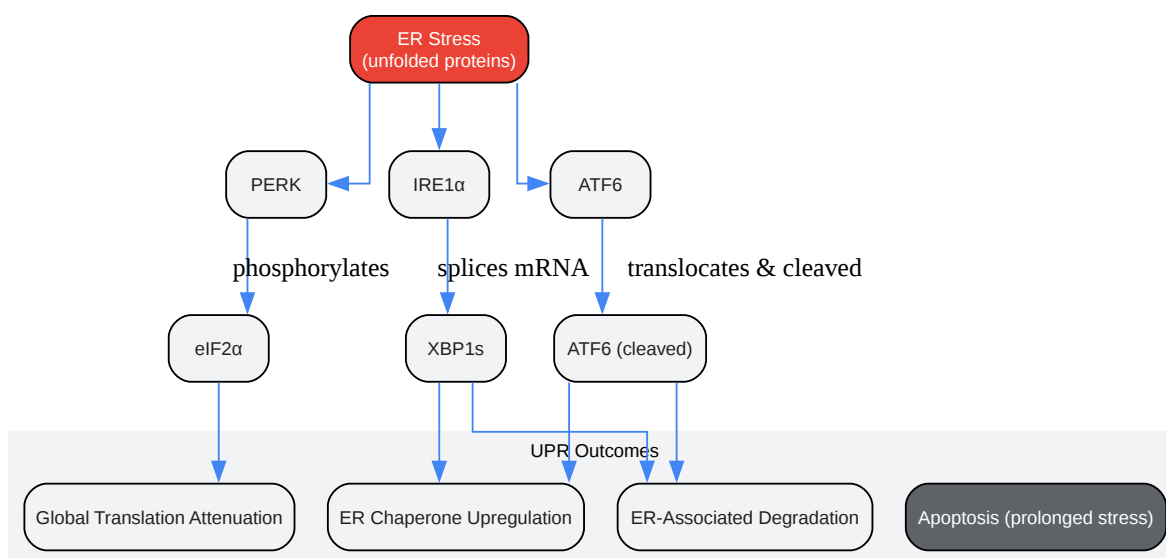 ER Stress
(unfolded proteins)
PERK
IRE1α
ATF6
phosphorylates
splices mRNA
translocates & cleaved
eIF2α
XBP1s
ATF6 (cleaved)
UPR Outcomes
Global Translation Attenuation
ER Chaperone Upregulation
ER-Associated Degradation
Apoptosis (prolonged stress)